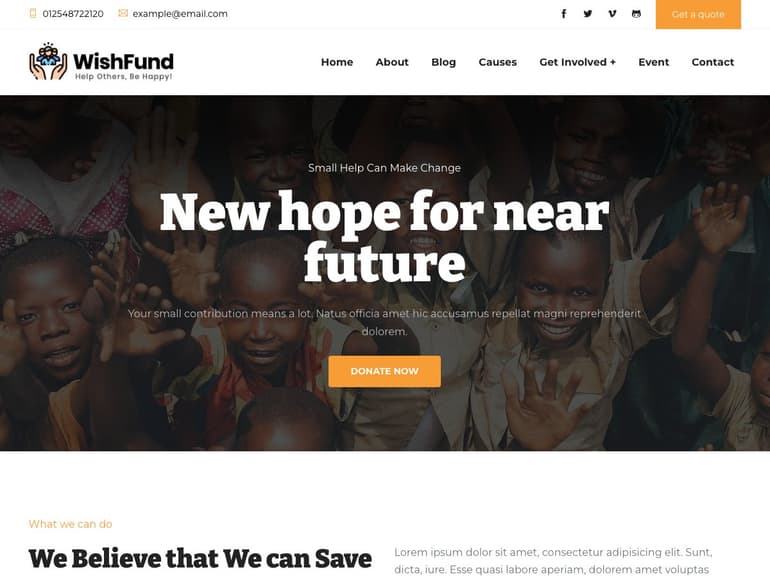 012548722120
example@email.com
Get a quote
WishFund
Help Others, Be Happy!
Home
About
Blog
Causes
Get Involved +
Event
Contact
Small Help Can Make Change
New hope for near
future
Your small contribution means a lot. Natus officia amet hic accusamus repellat magni reprehenderit
dolorem.
DONATE NOW
What we can do
We Believe that We can Save
Lorem ipsum dolor sit amet, consectetur adipisicing elit. Sunt,
dicta, iure. Esse quasi labore aperiam, dolorem amet voluptas